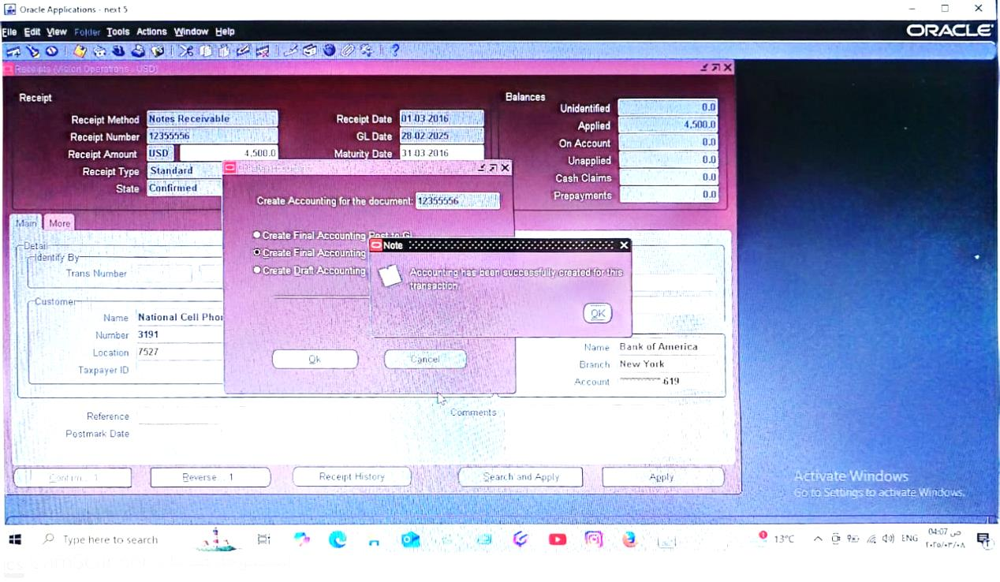 Oracle Applications - next 5
File Edit View Folder Tools Actions Window Help
ORACLE
Receipts (Vision Operations - USD)
Receipt
Receipt Method Notes Receivable
Receipt Number 12355556
Receipt Amount USD 4,500.0
Receipt Type Standard
State Confirmed
Receipt Date 01-03-2016
GL Date 28-02-2025
Maturity Date 31-03-2016
Balances
Unidentified 0.0
Applied 4,500.0
On Account 0.0
Unapplied 0.0
Cash Claims 0.0
Prepayments 0.0
Create Accounting for the document: 12355556
Create Final Accounting Post to GL
Create Final Accounting
Create Draft Accounting
Ok Cancel
Note
Accounting has been successfully created for this
transaction.
OK
Main More
Detail
Identify By
Trans Number
Customer
Name National Cell Phon
Number 3191
Location 7527
Taxpayer ID
Name Bank of America
Branch New York
Account 619
Reference
Comments
Postmark Date
Reverse... 1 Receipt History Search and Apply Apply
Activate Windows
Go to Settings to activate Windows.
Type here to search
13°C
ENG
04:07 ص
٢٠٢٥/٠٣/٠٨